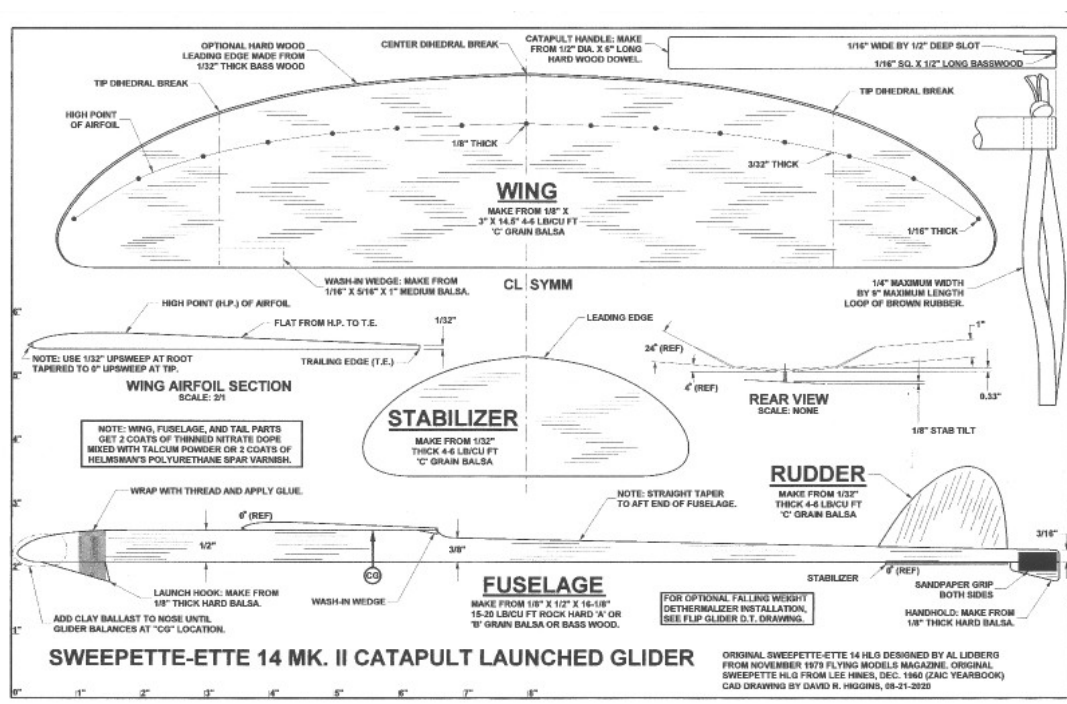 OPTIONAL HARD WOOD
LEADING EDGE MADE FROM
1/32" THICK BASS WOOD
CENTER DIHEDRAL BREAK
CATAPULT HANDLE: MAKE
FROM 1/2" DIA. X 6" LONG
HARD WOOD DOWEL.
1/16" WIDE BY 1/2" DEEP SLOT
1/16" SQ. X 1/2" LONG BASSWOOD
TIP DIHEDRAL BREAK
TIP DIHEDRAL BREAK
HIGH POINT
OF AIRFOIL
1/8" THICK
3/32" THICK
WING
MAKE FROM 1/8" X
3" X 14.5" 4-6 LB/CU FT
'C' GRAIN BALSA
1/16" THICK
WASH-IN WEDGE: MAKE FROM
1/16" X 5/16" X 1" MEDIUM BALSA.
CL SYMM
1/4" MAXIMUM WIDTH
BY 9" MAXIMUM LENGTH
LOOP OF BROWN RUBBER.
HIGH POINT (H.P.) OF AIRFOIL
FLAT FROM H.P. TO T.E.
1/32"
LEADING EDGE
1"
24° (REF)
NOTE: USE 1/32" UPSWEEP AT ROOT
TAPERED TO 0" UPSWEEP AT TIP.
TRAILING EDGE (T.E.)
WING AIRFOIL SECTION
SCALE: 2/1
4° (REF)
REAR VIEW
SCALE: NONE
0.33"
1/8" STAB TILT
STABILIZER
MAKE FROM 1/32"
THICK 4-6 LB/CU FT
'C' GRAIN BALSA
NOTE: WING, FUSELAGE, AND TAIL PARTS
GET 2 COATS OF THINNED NITRATE DOPE
MIXED WITH TALCUM POWDER OR 2 COATS OF
HELMSMAN'S POLYURETHANE SPAR VARNISH.
RUDDER
MAKE FROM 1/32"
THICK 4-6 LB/CU FT
'C' GRAIN BALSA
WRAP WITH THREAD AND APPLY GLUE.
NOTE: STRAIGHT TAPER
TO AFT END OF FUSELAGE.
0° (REF)
1/2"
3/8"
3/16"
CG
STABILIZER
0° (REF)
LAUNCH HOOK: MAKE FROM
1/8" THICK HARD BALSA.
WASH-IN WEDGE
FUSELAGE
MAKE FROM 1/8" X 1/2" X 16-1/8"
15-20 LB/CU FT ROCK HARD 'A' OR
'B' GRAIN BALSA OR BASS WOOD.
FOR OPTIONAL FALLING WEIGHT
DETHERMALIZER INSTALLATION,
SEE FLIP GLIDER D.T. DRAWING.
SANDPAPER GRIP
BOTH SIDES
HANDHOLD: MAKE FROM
1/8" THICK HARD BALSA.
ADD CLAY BALLAST TO NOSE UNTIL
GLIDER BALANCES AT "CG" LOCATION.
SWEEPETTE-ETTE 14 MK. II CATAPULT LAUNCHED GLIDER
ORIGINAL SWEEPETTE-ETTE 14 HLG DESIGNED BY AL LIDBERG
FROM NOVEMBER 1979 FLYING MODELS MAGAZINE. ORIGINAL
SWEEPETTE HLG FROM LEE HINES, DEC. 1960 (ZAIC YEARBOOK)
CAD DRAWING BY DAVID R. HIGGINS, 08-21-2020
6"
5"
4"
3"
2"
1"
0" 1" 2" 3" 4" 5" 6" 7" 8"